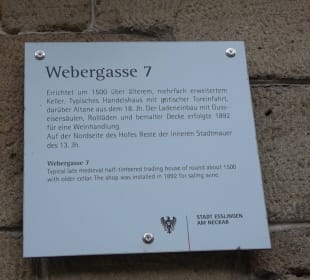 Webergasse 7
Errichtet um 1500 über älterem, mehrfach erweitertem
Keller. Typisches Handelshaus mit gotischer Toreinfahrt,
darüber Altane aus dem 18. Jh. Der Ladeneinbau mit Guss-
eisensäulen, Rollläden und bemalter Decke erfolgte 1892
für eine Weinhandlung.
Auf der Nordseite des Hofes Reste der inneren Stadtmauer
des 13. Jh.
Webergasse 7
Typical late medieval half-timbered trading house of round about 1500
with older cellar. The shop was installed in 1892 for saling wine.
STADT ESSLINGEN
AM NECKAR